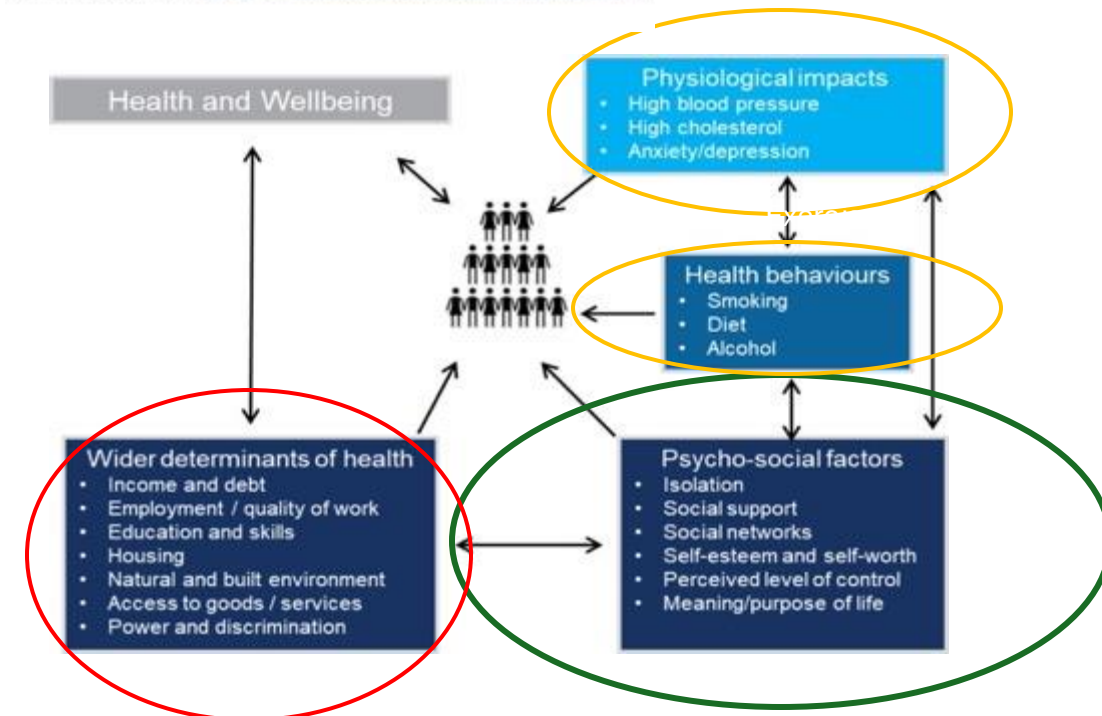 Health and Wellbeing
Physiological impacts
• High blood pressure
• High cholesterol
• Anxiety/depression
Health behaviours
• Smoking
• Diet
• Alcohol
Wider determinants of health
• Income and debt
• Employment / quality of work
• Education and skills
• Housing
• Natural and built environment
• Access to goods / services
• Power and discrimination
Psycho-social factors
• Isolation
• Social support
• Social networks
• Self-esteem and self-worth
• Perceived level of control
• Meaning/purpose of life